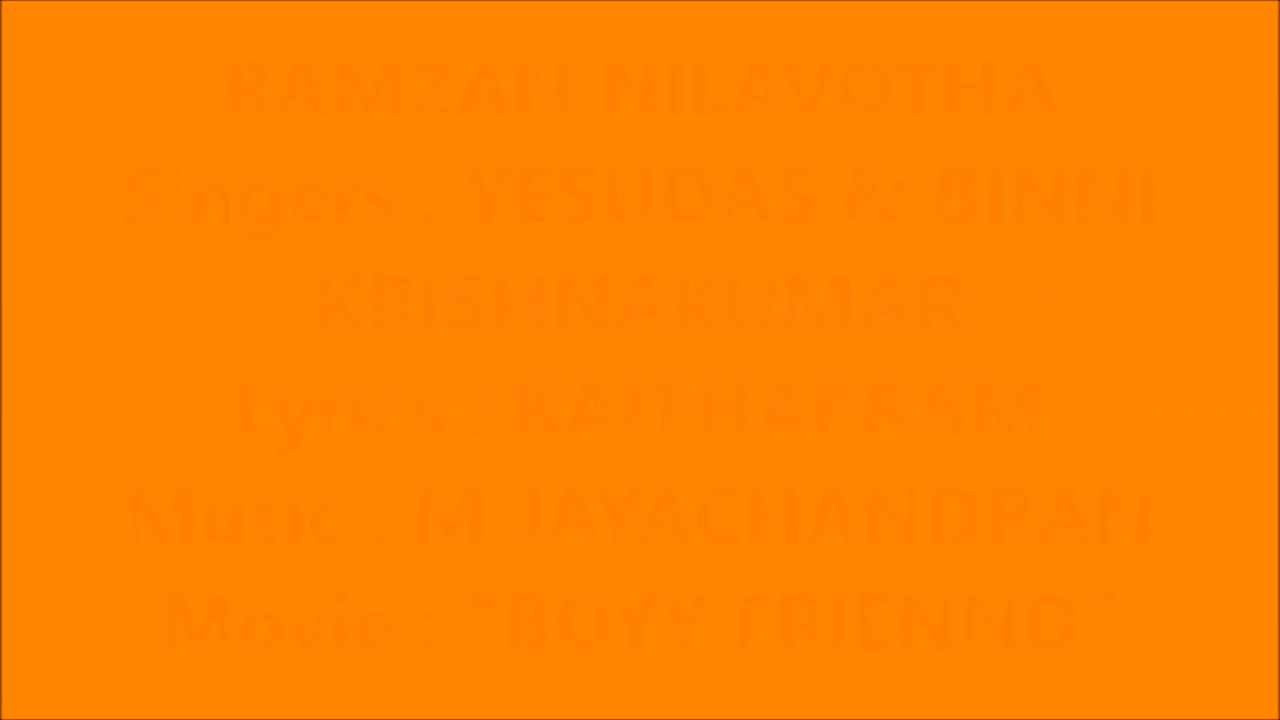 RAMZAN NILAVOTHA
Singers : YESUDAS & BINNI
KRISHNAKUMAR
Lyrics : KAITHAPRAM
Music : M JAYACHANDRAN
Movie : "BOYY FRIENND"